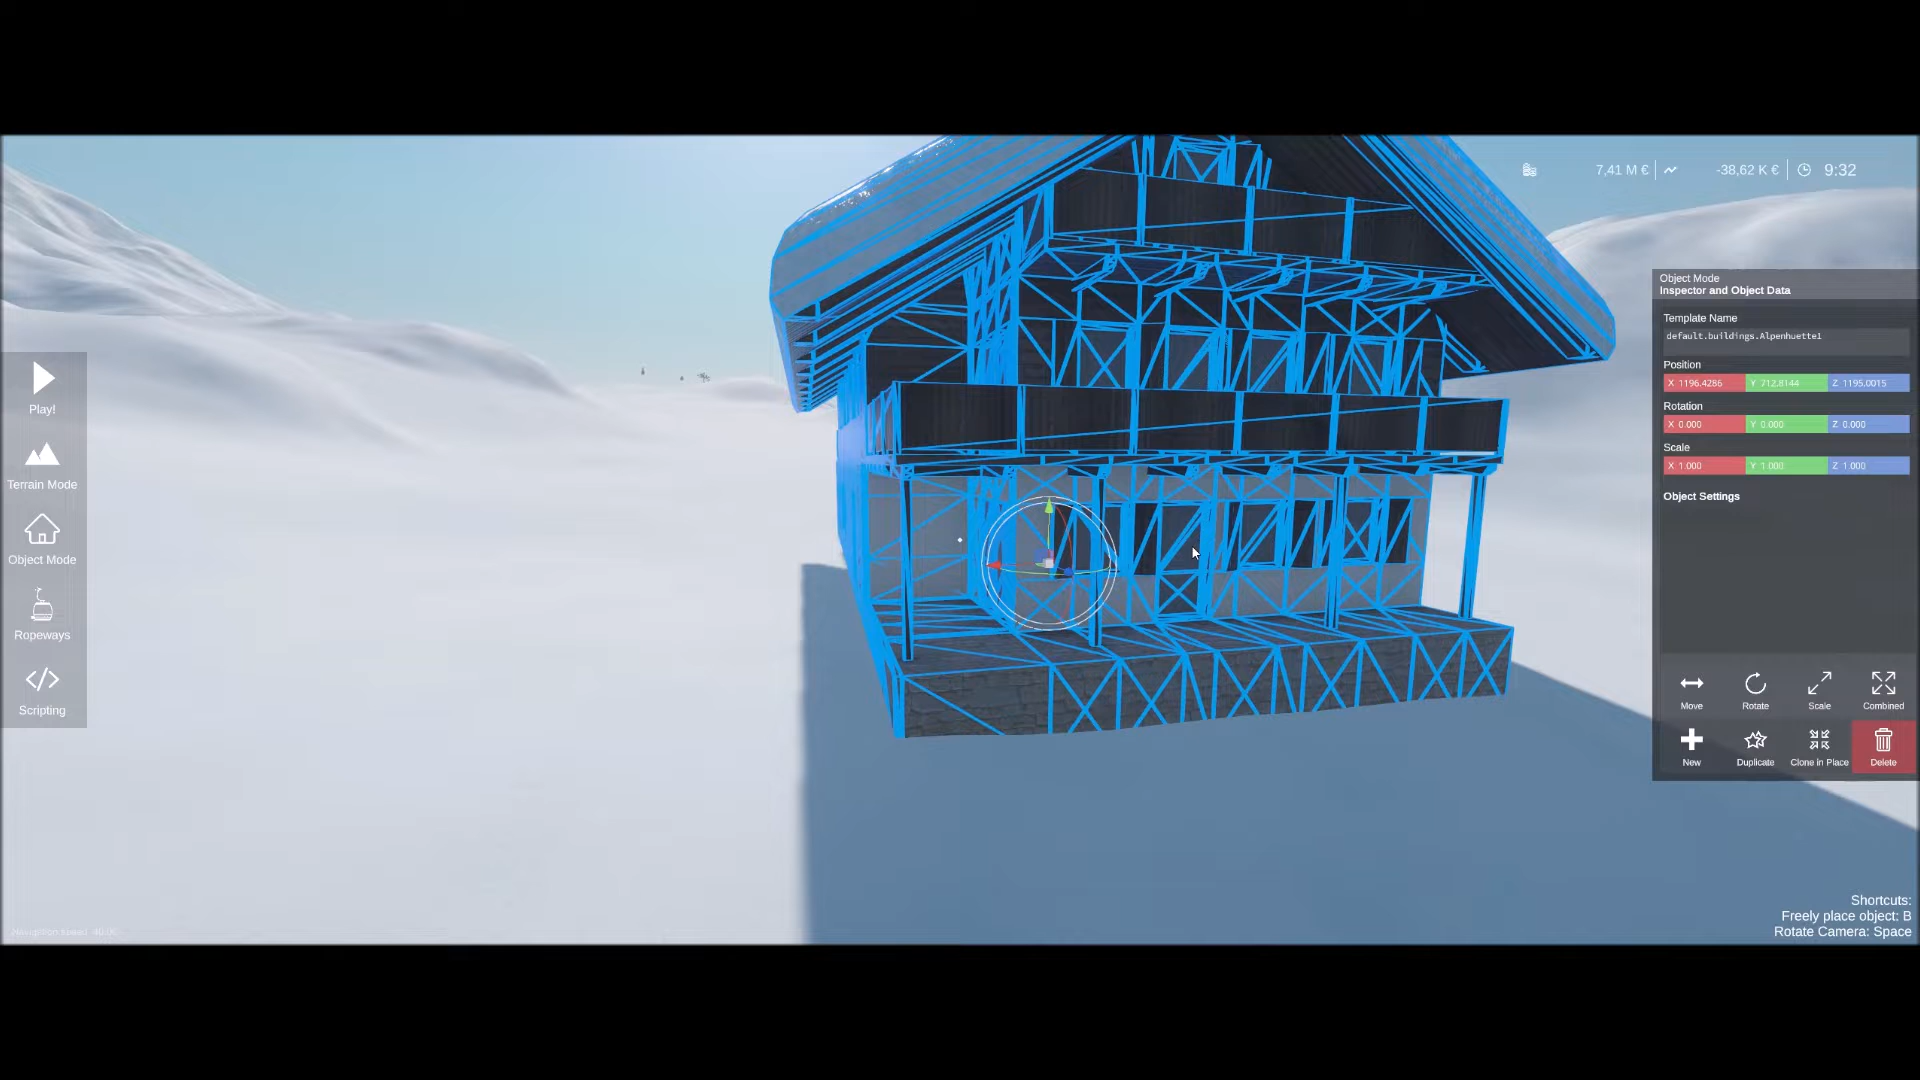 7,41 M €
-38,62 K €
9:32
Object Mode
Inspector and Object Data
Template Name
default.buildings.Alpenhuette1
Position
X 1196.4286
Y 712.8144
Z 1195.0015
Rotation
X 0.000
Y 0.000
Z 0.000
Scale
X 1.000
Y 1.000
Z 1.000
Object Settings
Play!
Terrain Mode
Object Mode
Ropeways
Scripting
Move
Rotate
Scale
Combined
New
Duplicate
Clone in Place
Delete
Shortcuts:
Freely place object: B
Rotate Camera: Space
Navigation Speed